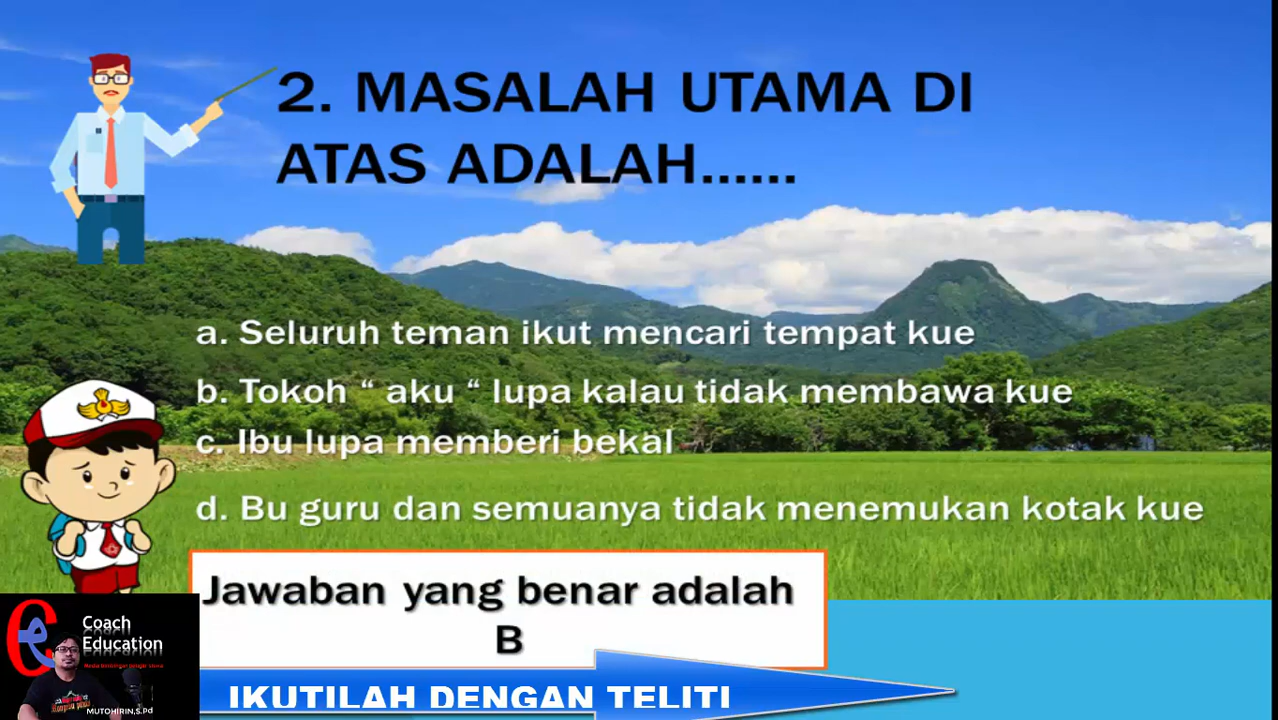 2. MASALAH UTAMA DI
ATAS ADALAH......
a. Seluruh teman ikut mencari tempat kue
b. Tokoh “ aku “ lupa kalau tidak membawa kue
c. Ibu lupa memberi bekal
d. Bu guru dan semuanya tidak menemukan kotak kue
Jawaban yang benar adalah
B
Coach
Education
MUTOHIRIN,S.Pd
IKUTILAH DENGAN TELITI